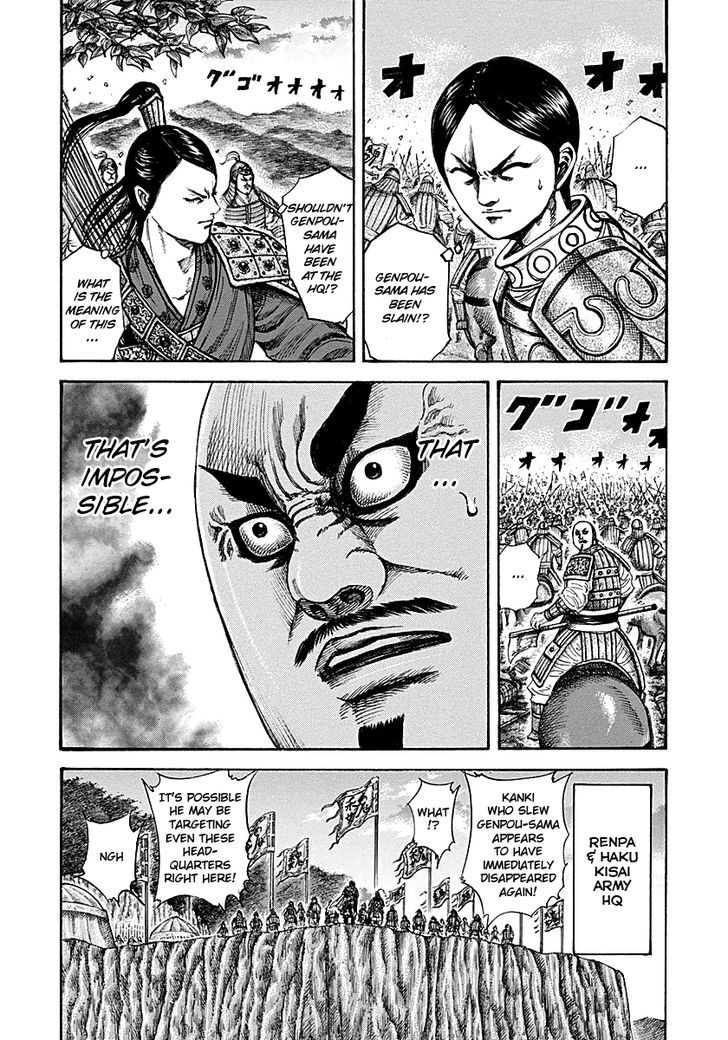 オオ
オ
...
GENPOU-
SAMA HAS
BEEN
SLAIN!?
グゴオオオオ
SHOULDN'T
GENPOU-
SAMA
HAVE
BEEN
AT THE
HQ!?
WHAT
IS THE
MEANING
OF THIS
...
グゴオ
オ
オ
...
THAT
...
THAT'S
IMPOS-
SIBLE...
RENPA
& HAKU
KISAI
ARMY
HQ
KANKI
WHO SLEW
GENPOU-SAMA
APPEARS
TO HAVE
IMMEDIATELY
DISAPPEARED
AGAIN!
WHAT
!?
IT'S POSSIBLE
HE MAY BE
TARGETING
EVEN THESE
HEAD-
QUARTERS
RIGHT HERE!
NGH